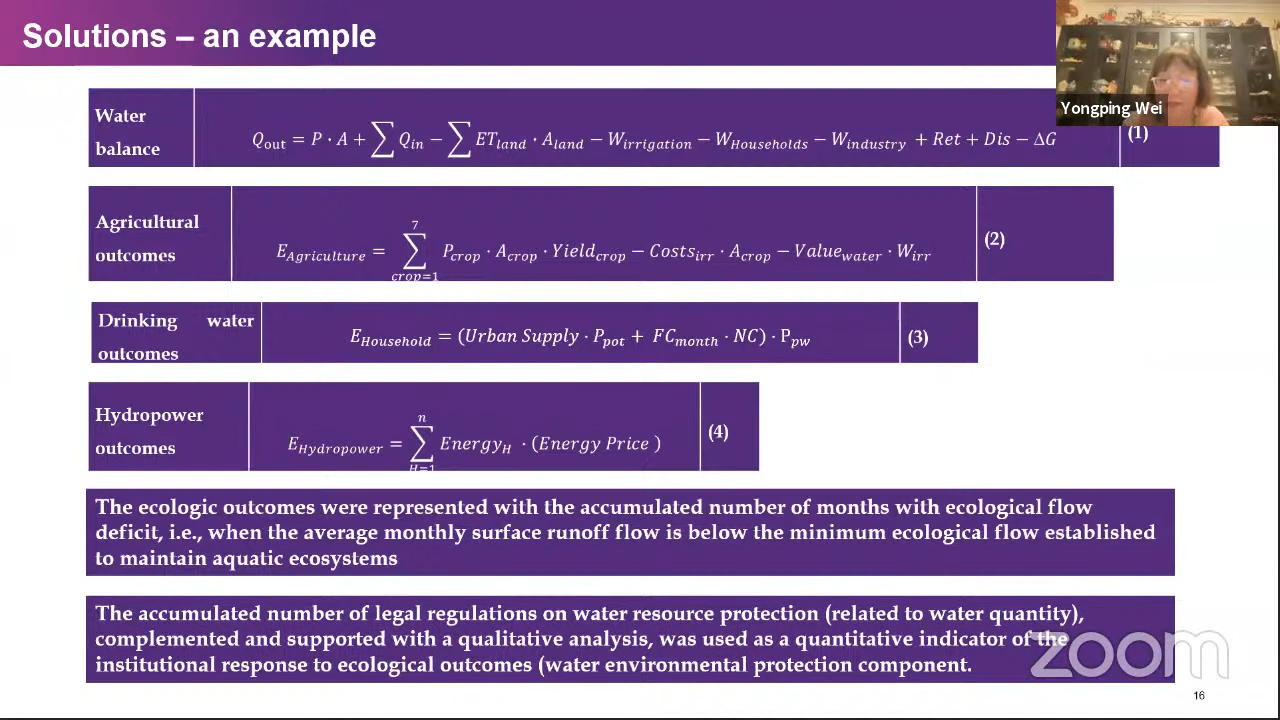 Solutions – an example
Yongping Wei
Water
balance
Q_out = P · A + ∑ Q_in − ∑ ET_land · A_land − W_irrigation − W_Households − W_industry + Ret + Dis − ΔG
(1)
Agricultural
outcomes
E_Agriculture = ∑_{crop=1}^{7} P_crop · A_crop · Yield_crop − Costs_irr · A_crop − Value_water · W_irr
(2)
Drinking water
outcomes
E_Household = (Urban Supply · P_pot + FC_month · NC) · P_pw
(3)
Hydropower
outcomes
E_Hydropower = ∑_{H=1}^{n} Energy_H · (Energy Price )
(4)
The ecologic outcomes were represented with the accumulated number of months with ecological flow
deficit, i.e., when the average monthly surface runoff flow is below the minimum ecological flow established
to maintain aquatic ecosystems
The accumulated number of legal regulations on water resource protection (related to water quantity),
complemented and supported with a qualitative analysis, was used as a quantitative indicator of the
institutional response to ecological outcomes (water environmental protection component.
zoom
16